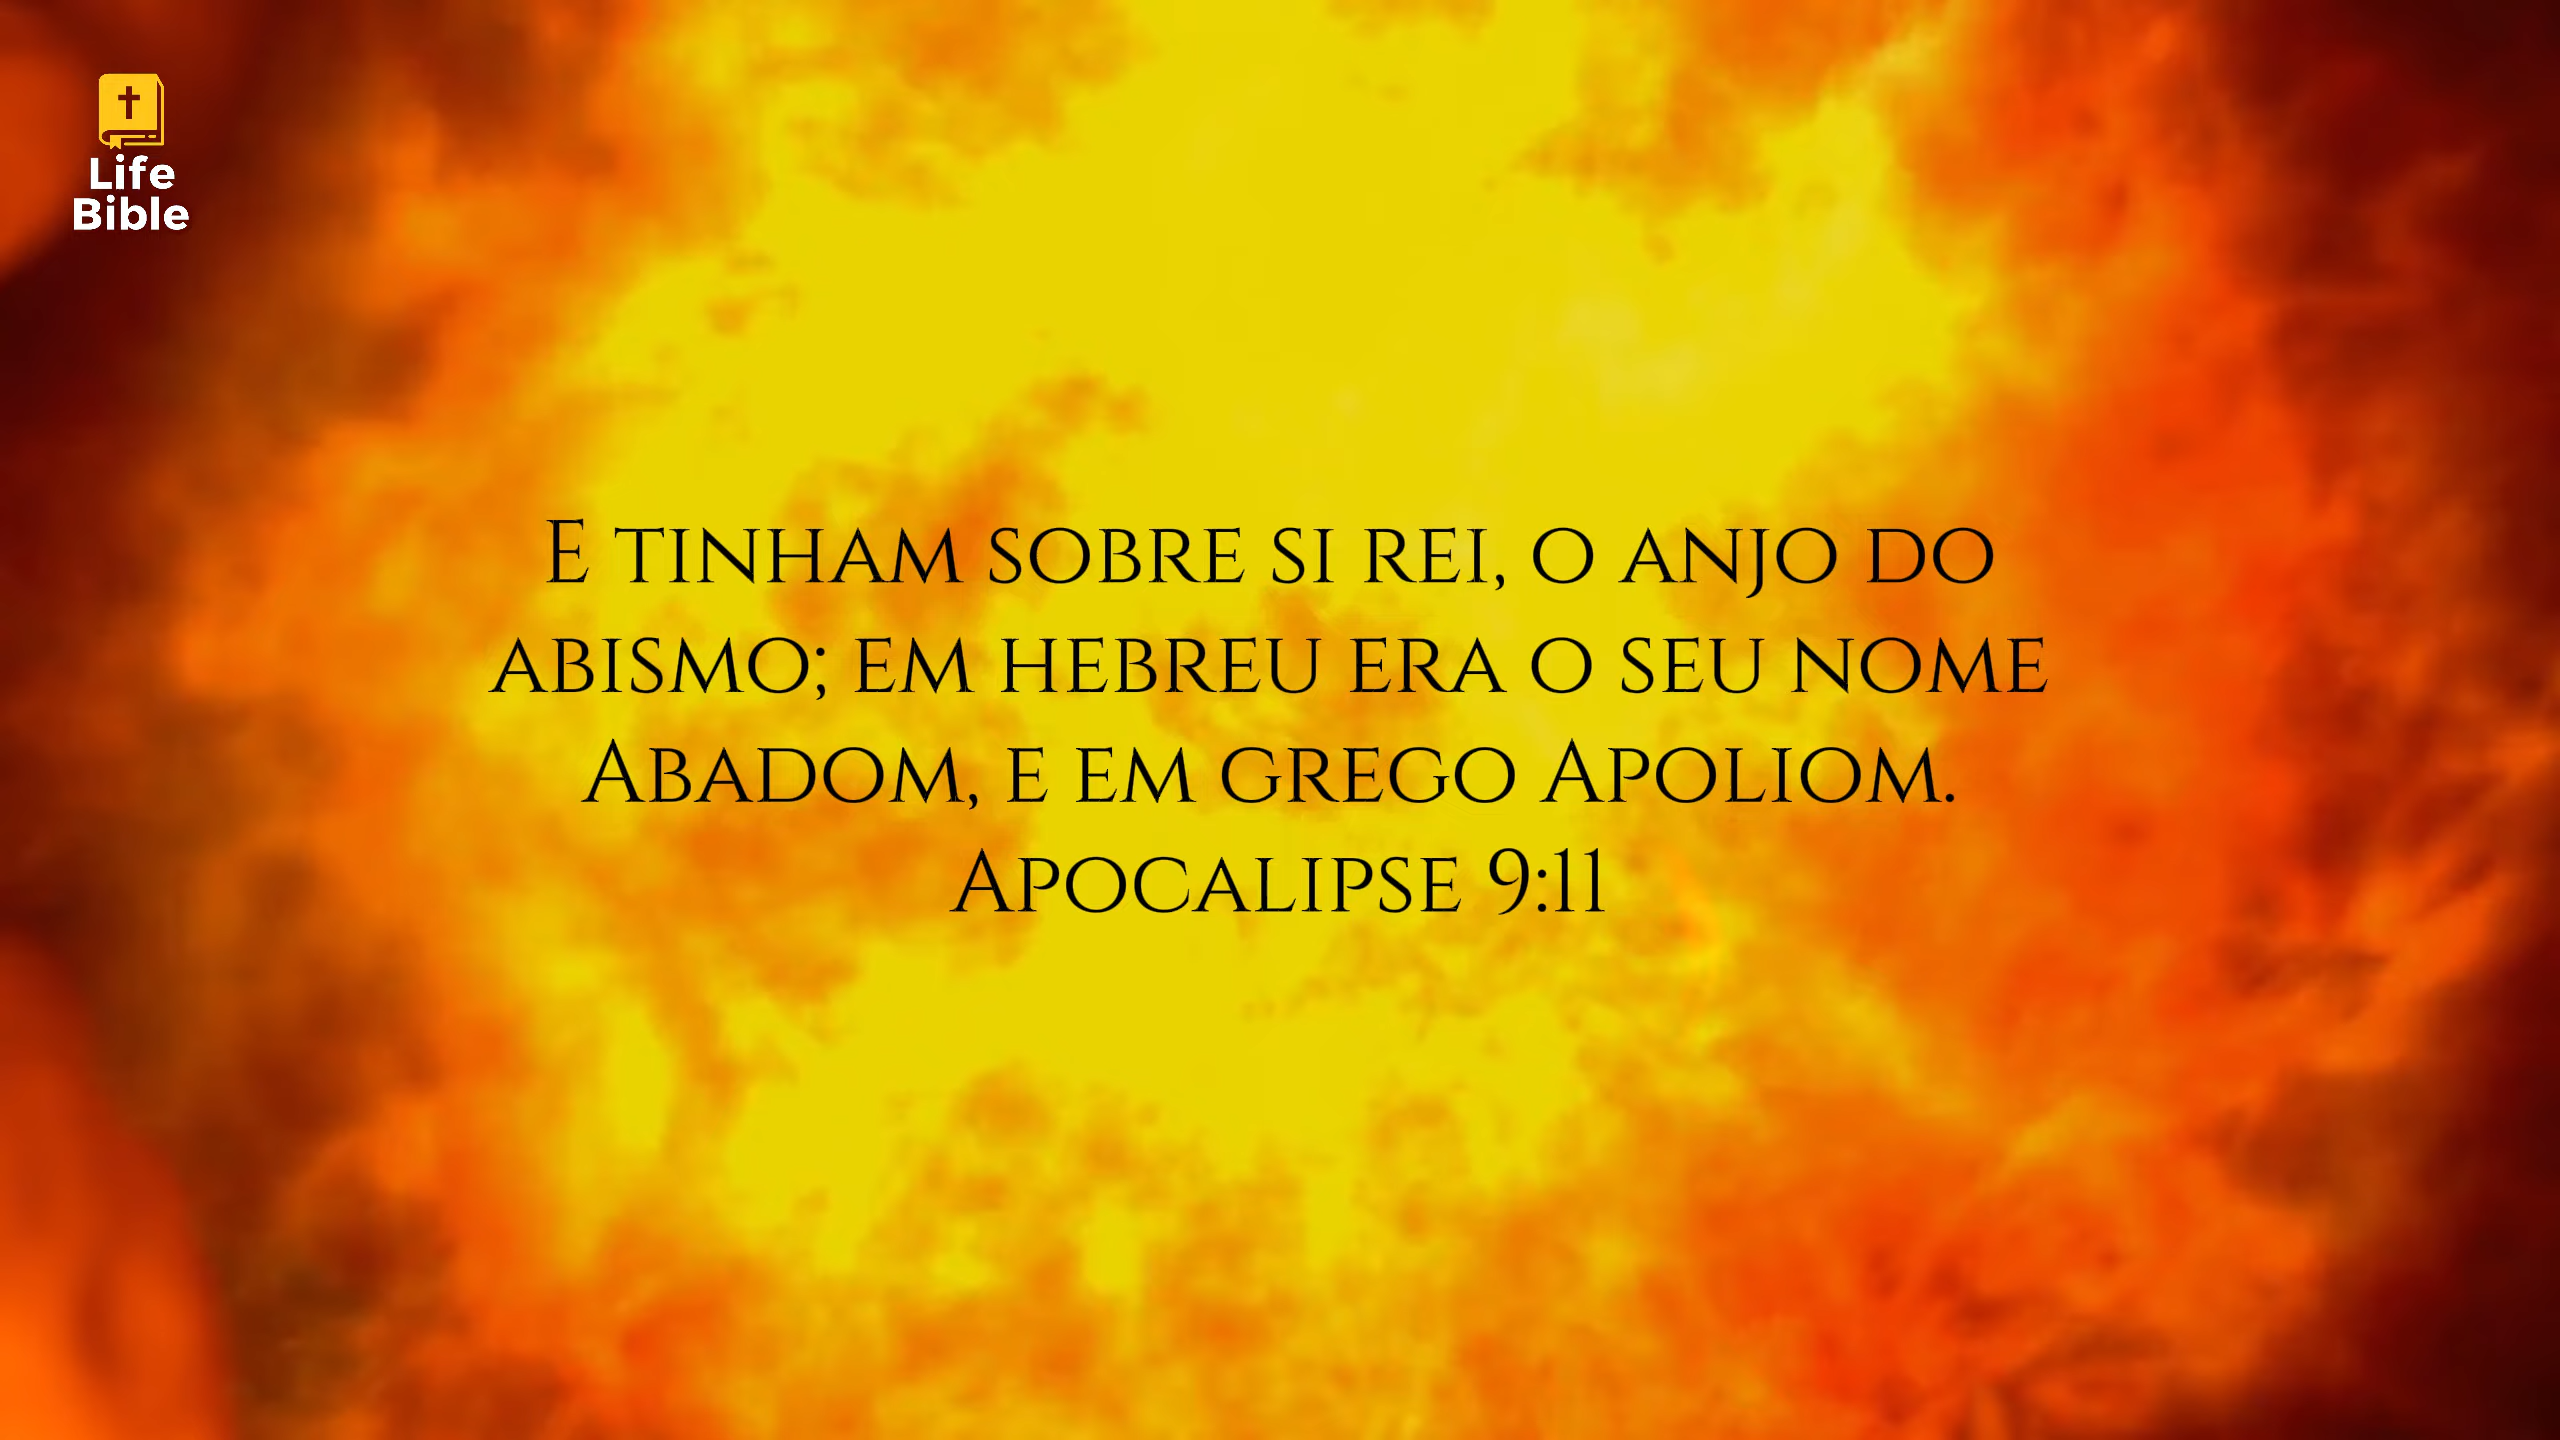 Life
Bible
E tinham sobre si rei, o anjo do
abismo; em hebreu era o seu nome
Abadom, e em grego Apoliom.
Apocalipse 9:11